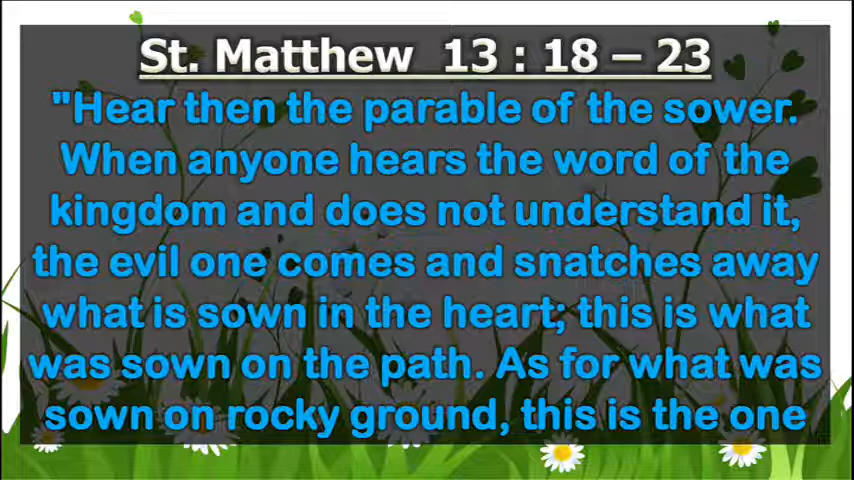 St. Matthew 13 : 18 – 23
"Hear then the parable of the sower.
When anyone hears the word of the
kingdom and does not understand it,
the evil one comes and snatches away
what is sown in the heart; this is what
was sown on the path. As for what was
sown on rocky ground, this is the one